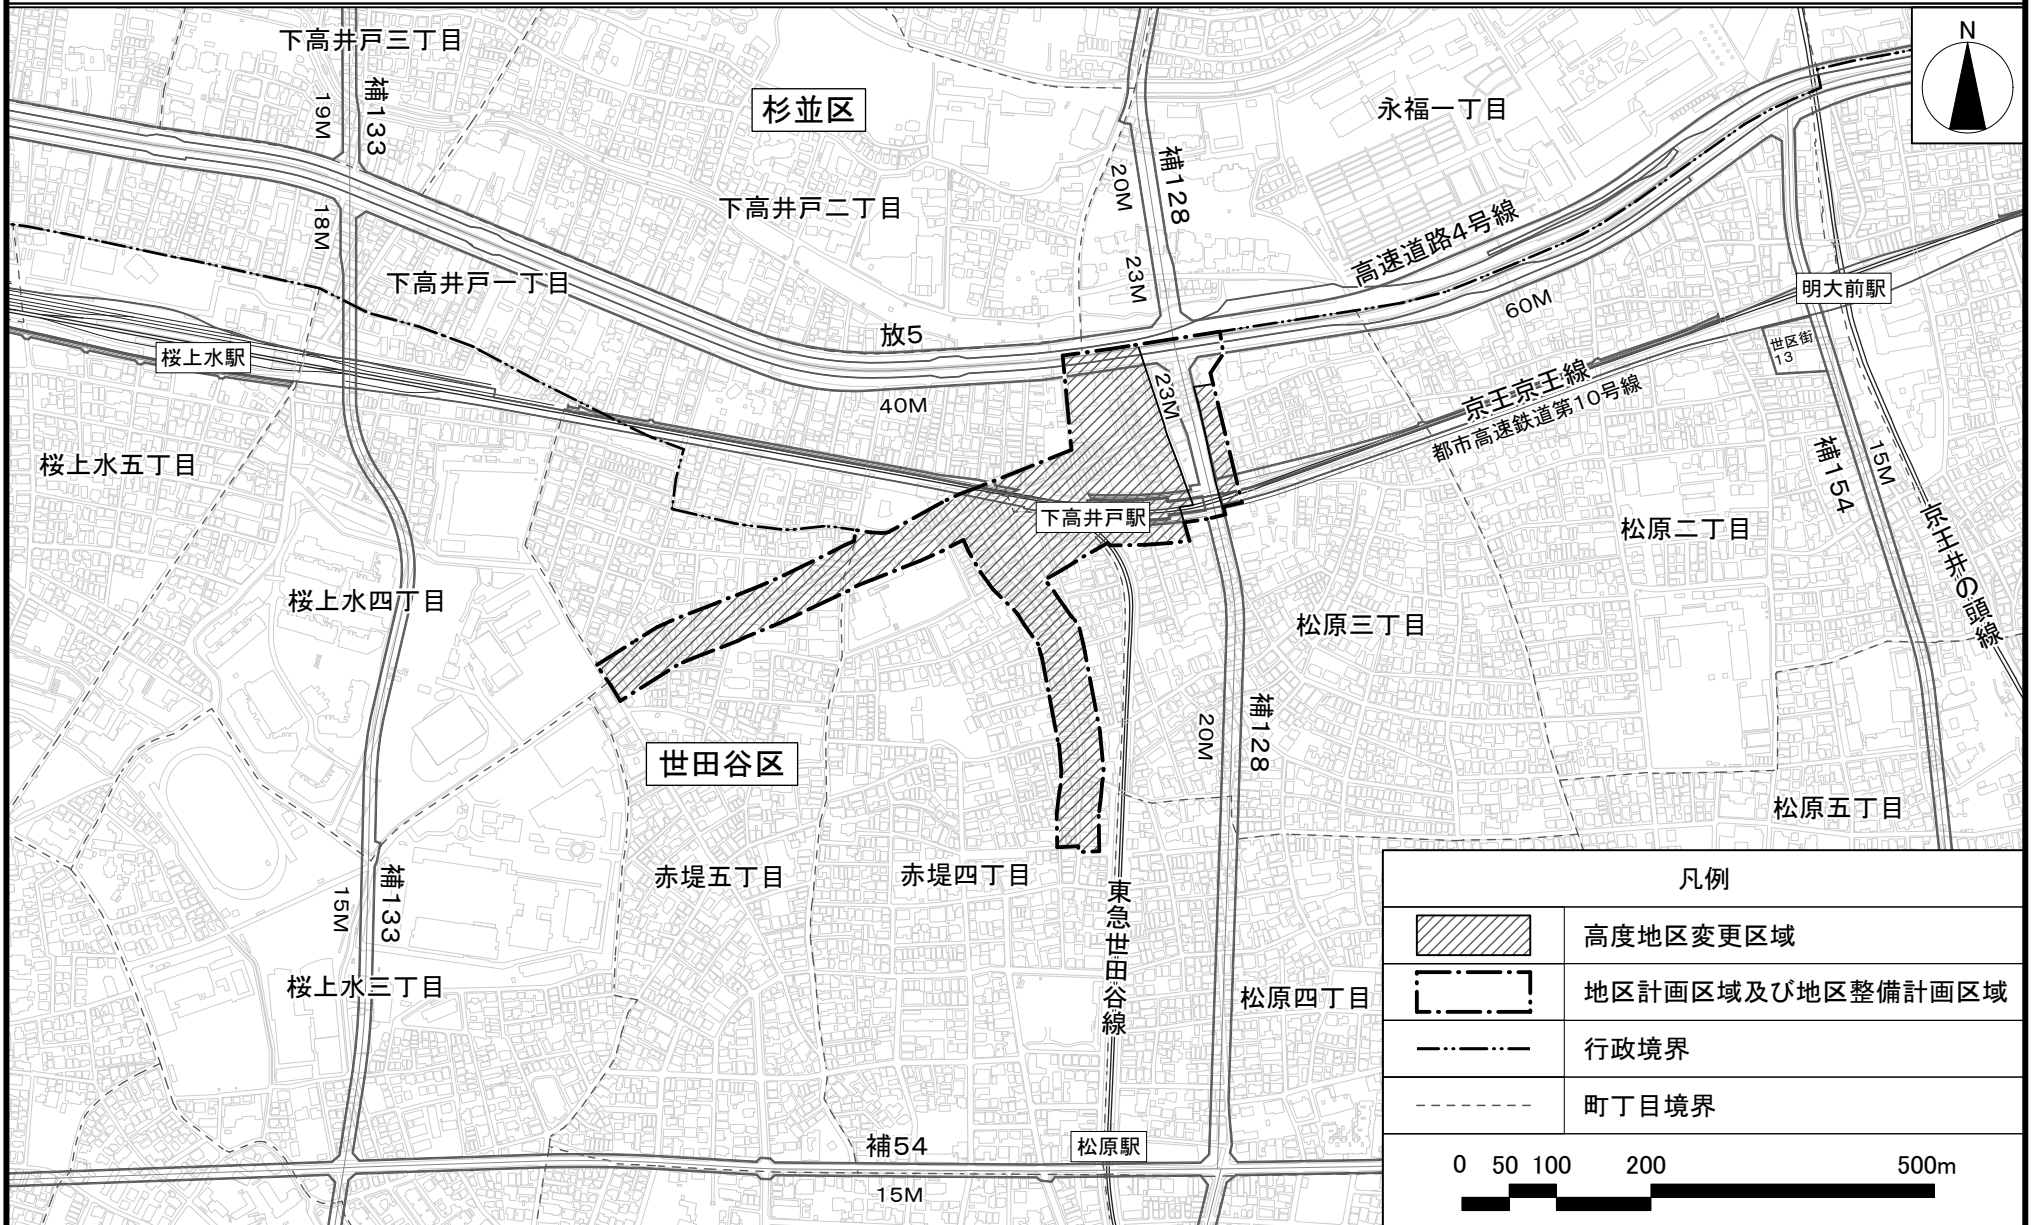 下高井戸三丁目
N
補133
19M
杉並区
永福一丁目
補128
20M
下高井戸二丁目
18M
高速道路4号線
23M
下高井戸一丁目
明大前駅
60M
放5
世区街
13
桜上水駅
40M
23M
京王京王線
都市高速鉄道第10号線
桜上水五丁目
補154
15M
下高井戸駅
松原二丁目
京王井の頭線
桜上水四丁目
松原三丁目
補128
20M
世田谷区
松原五丁目
赤堤五丁目
赤堤四丁目
補133
15M
東急世田谷線
桜上水三丁目
松原四丁目
補54
松原駅
15M
凡例
高度地区変更区域
地区計画区域及び地区整備計画区域
行政境界
町丁目境界
0 50 100 200 500m